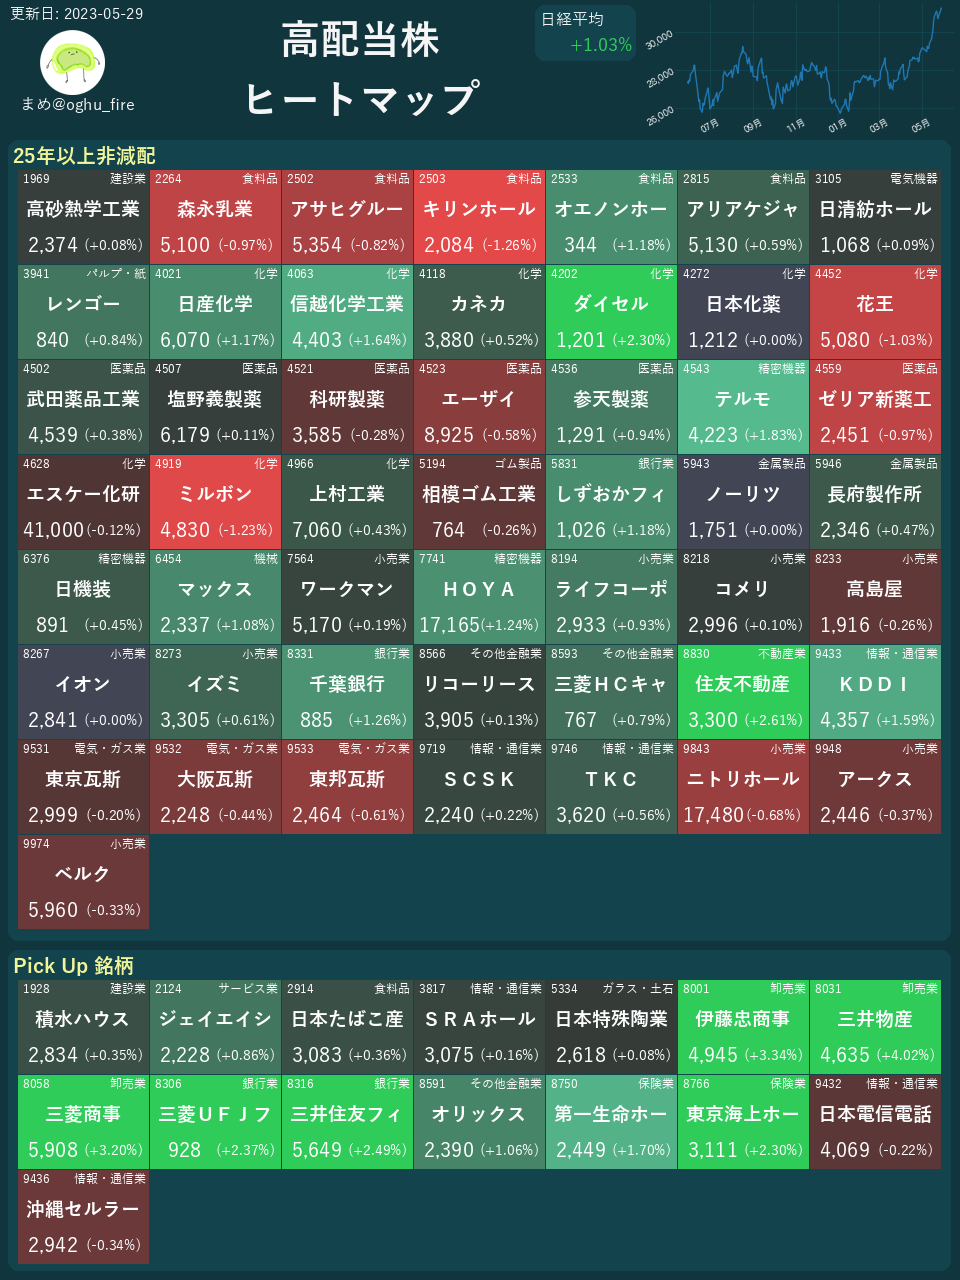 更新日: 2023-05-29
まめ@oghu_fire
高配当株
ヒートマップ
日経平均
+1.03%
30,000
28,000
26,000
07月 09月 11月 01月 03月 05月
25年以上非減配
1969 建設業 2264 食料品 2502 食料品 2503 食料品 2533 食料品 2815 食料品 3105 電気機器
高砂熱学工業 森永乳業 アサヒグルー キリンホール オエノンホー アリアケジャ 日清紡ホール
2,374 (+0.08%) 5,100 (-0.97%) 5,354 (-0.82%) 2,084 (-1.26%) 344 (+1.18%) 5,130 (+0.59%) 1,068 (+0.09%)
3941 パルプ・紙 4021 化学 4063 化学 4118 化学 4202 化学 4272 化学 4452 化学
レンゴー 日産化学 信越化学工業 カネカ ダイセル 日本化薬 花王
840 (+0.84%) 6,070 (+1.17%) 4,403 (+1.64%) 3,880 (+0.52%) 1,201 (+2.30%) 1,212 (+0.00%) 5,080 (-1.03%)
4502 医薬品 4507 医薬品 4521 医薬品 4523 医薬品 4536 医薬品 4543 精密機器 4559 医薬品
武田薬品工業 塩野義製薬 科研製薬 エーザイ 参天製薬 テルモ ゼリア新薬工
4,539 (+0.38%) 6,179 (+0.11%) 3,585 (-0.28%) 8,925 (-0.58%) 1,291 (+0.94%) 4,223 (+1.83%) 2,451 (-0.97%)
4628 化学 4919 化学 4966 化学 5194 ゴム製品 5831 銀行業 5943 金属製品 5946 金属製品
エスケー化研 ミルボン 上村工業 相模ゴム工業 しずおかフィ ノーリツ 長府製作所
41,000 (-0.12%) 4,830 (-1.23%) 7,060 (+0.43%) 764 (-0.26%) 1,026 (+1.18%) 1,751 (+0.00%) 2,346 (+0.47%)
6376 精密機器 6454 機械 7564 小売業 7741 精密機器 8194 小売業 8218 小売業 8233 小売業
日機装 マックス ワークマン ＨＯＹＡ ライフコーポ コメリ 高島屋
891 (+0.45%) 2,337 (+1.08%) 5,170 (+0.19%) 17,165 (+1.24%) 2,933 (+0.93%) 2,996 (+0.10%) 1,916 (-0.26%)
8267 小売業 8273 小売業 8331 銀行業 8566 その他金融業 8593 その他金融業 8830 不動産業 9433 情報・通信業
イオン イズミ 千葉銀行 リコーリース 三菱ＨＣキャ 住友不動産 ＫＤＤＩ
2,841 (+0.00%) 3,305 (+0.61%) 885 (+1.26%) 3,905 (+0.13%) 767 (+0.79%) 3,300 (+2.61%) 4,357 (+1.59%)
9531 電気・ガス業 9532 電気・ガス業 9533 電気・ガス業 9719 情報・通信業 9746 情報・通信業 9843 小売業 9948 小売業
東京瓦斯 大阪瓦斯 東邦瓦斯 ＳＣＳＫ ＴＫＣ ニトリホール アークス
2,999 (-0.20%) 2,248 (-0.44%) 2,464 (-0.61%) 2,240 (+0.22%) 3,620 (+0.56%) 17,480 (-0.68%) 2,446 (-0.37%)
9974 小売業
ベルク
5,960 (-0.33%)
Pick Up 銘柄
1928 建設業 2124 サービス業 2914 食料品 3817 情報・通信業 5334 ガラス・土石 8001 卸売業 8031 卸売業
積水ハウス ジェイエイシ 日本たばこ産 ＳＲＡホール 日本特殊陶業 伊藤忠商事 三井物産
2,834 (+0.35%) 2,228 (+0.86%) 3,083 (+0.36%) 3,075 (+0.16%) 2,618 (+0.08%) 4,945 (+3.34%) 4,635 (+4.02%)
8058 卸売業 8306 銀行業 8316 銀行業 8591 その他金融業 8750 保険業 8766 保険業 9432 情報・通信業
三菱商事 三菱ＵＦＪフ 三井住友フィ オリックス 第一生命ホー 東京海上ホー 日本電信電話
5,908 (+3.20%) 928 (+2.37%) 5,649 (+2.49%) 2,390 (+1.06%) 2,449 (+1.70%) 3,111 (+2.30%) 4,069 (-0.22%)
9436 情報・通信業
沖縄セルラー
2,942 (-0.34%)